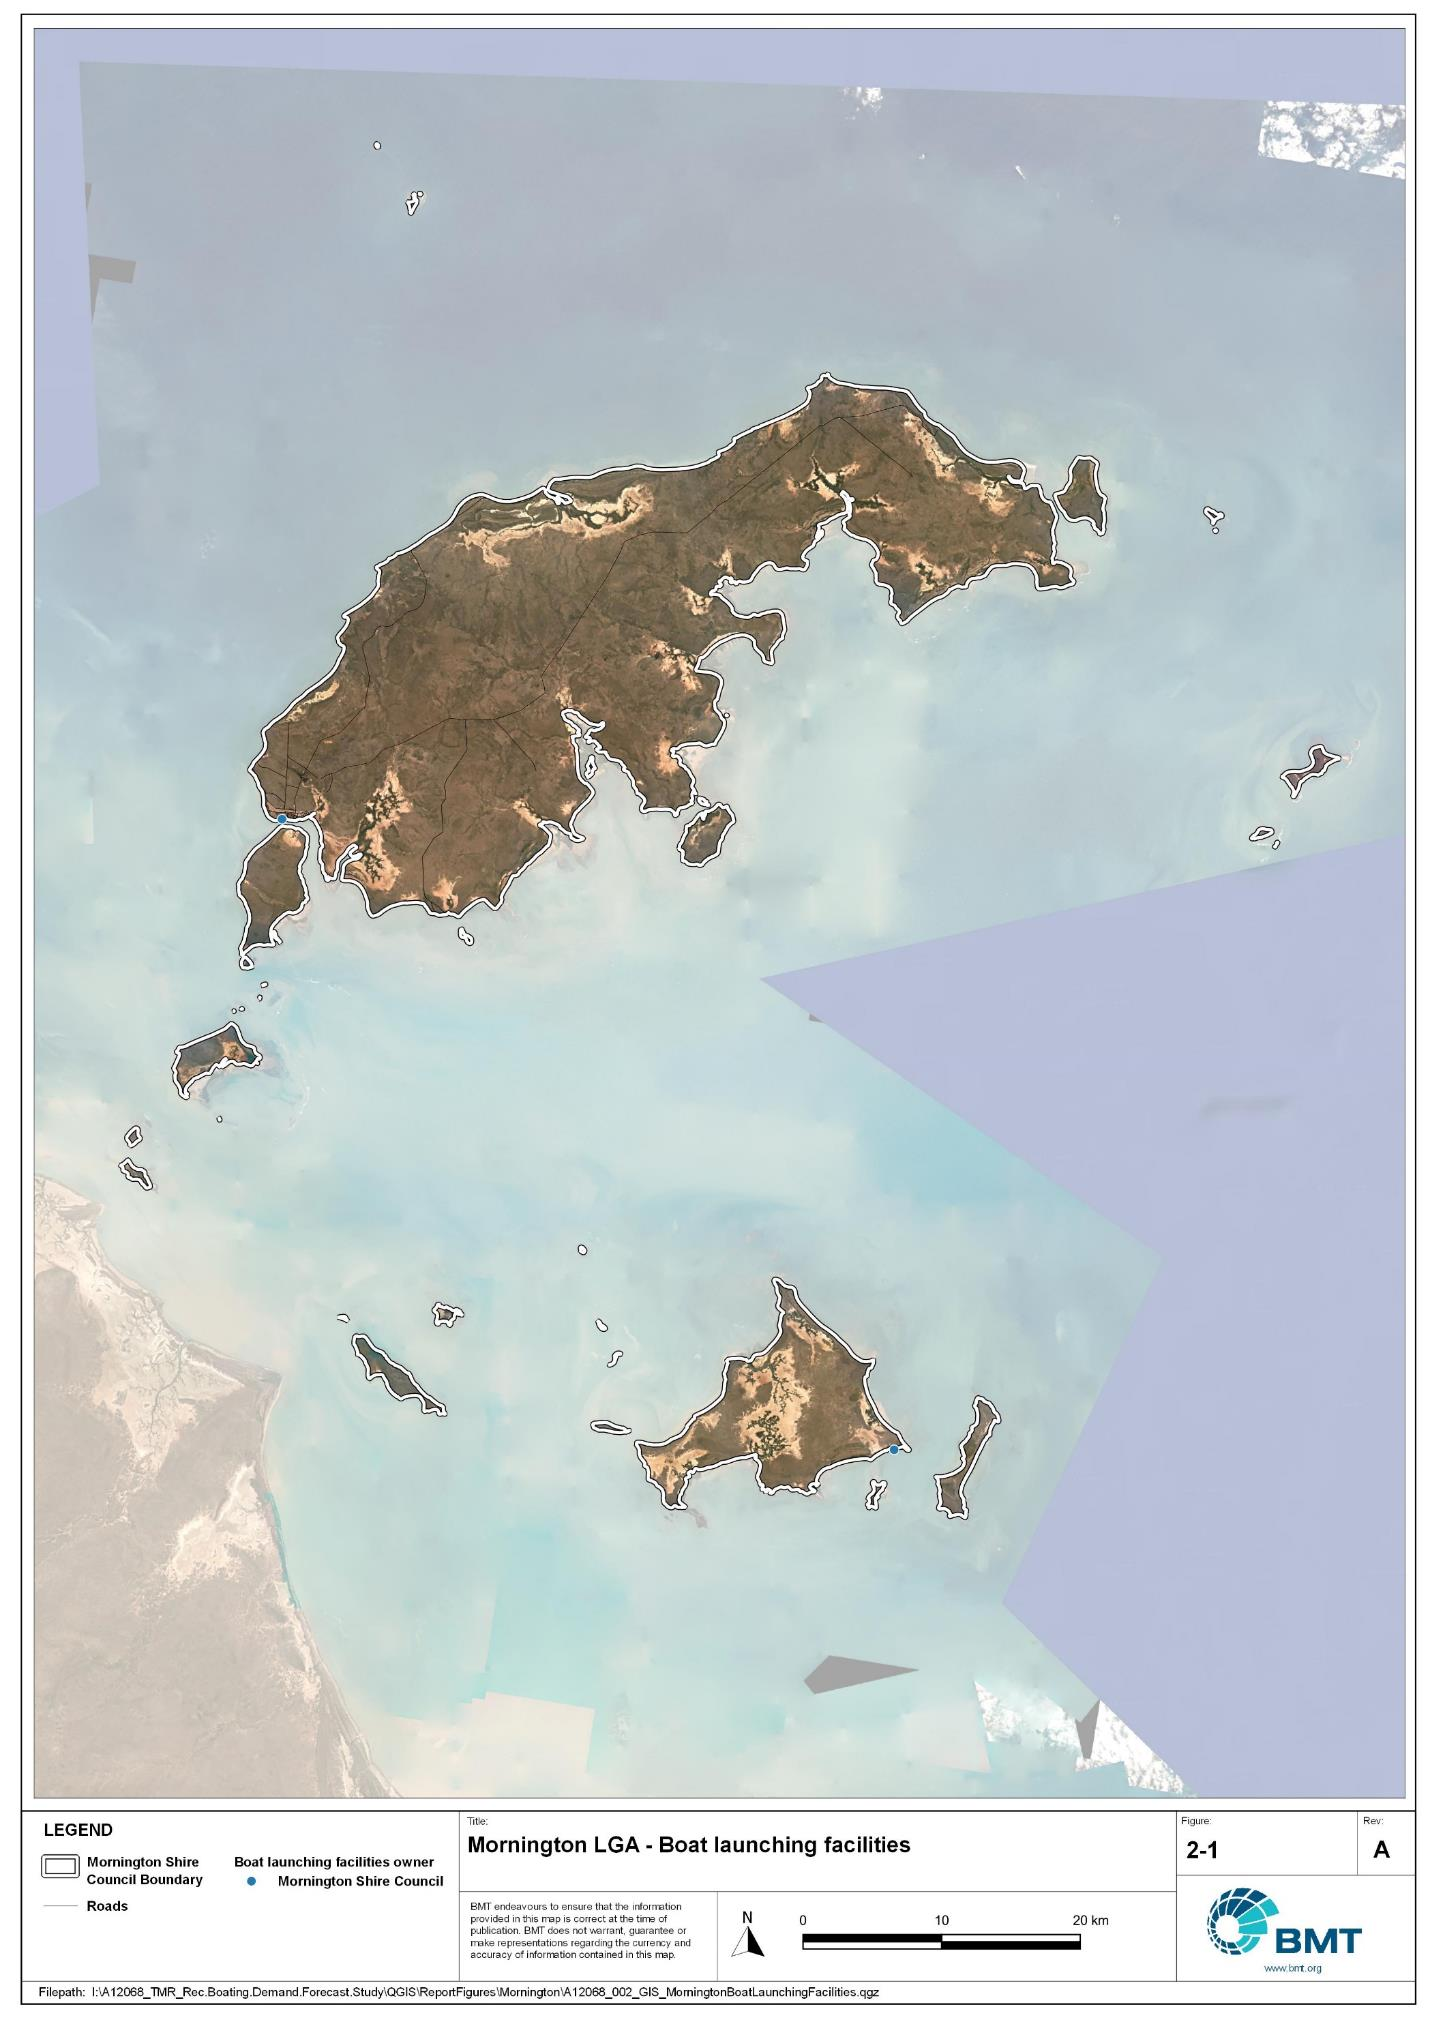 LEGEND
Mornington Shire
Council Boundary
Roads
Boat launching facilities owner
Mornington Shire Council
Title:
Mornington LGA - Boat launching facilities
BMT endeavours to ensure that the information
provided in this map is correct at the time of
publication. BMT does not warrant, guarantee or
make representations regarding the currency and
accuracy of information contained in this map.
N
0 10 20 km
Figure:
2-1
Rev:
A
BMT
www.bmt.org
Filepath: I:\A12068_TMR_Rec.Boating.Demand.Forecast.Study\QGIS\ReportFigures\Mornington\A12068_002_GIS_MorningtonBoatLaunchingFacilities.qgz